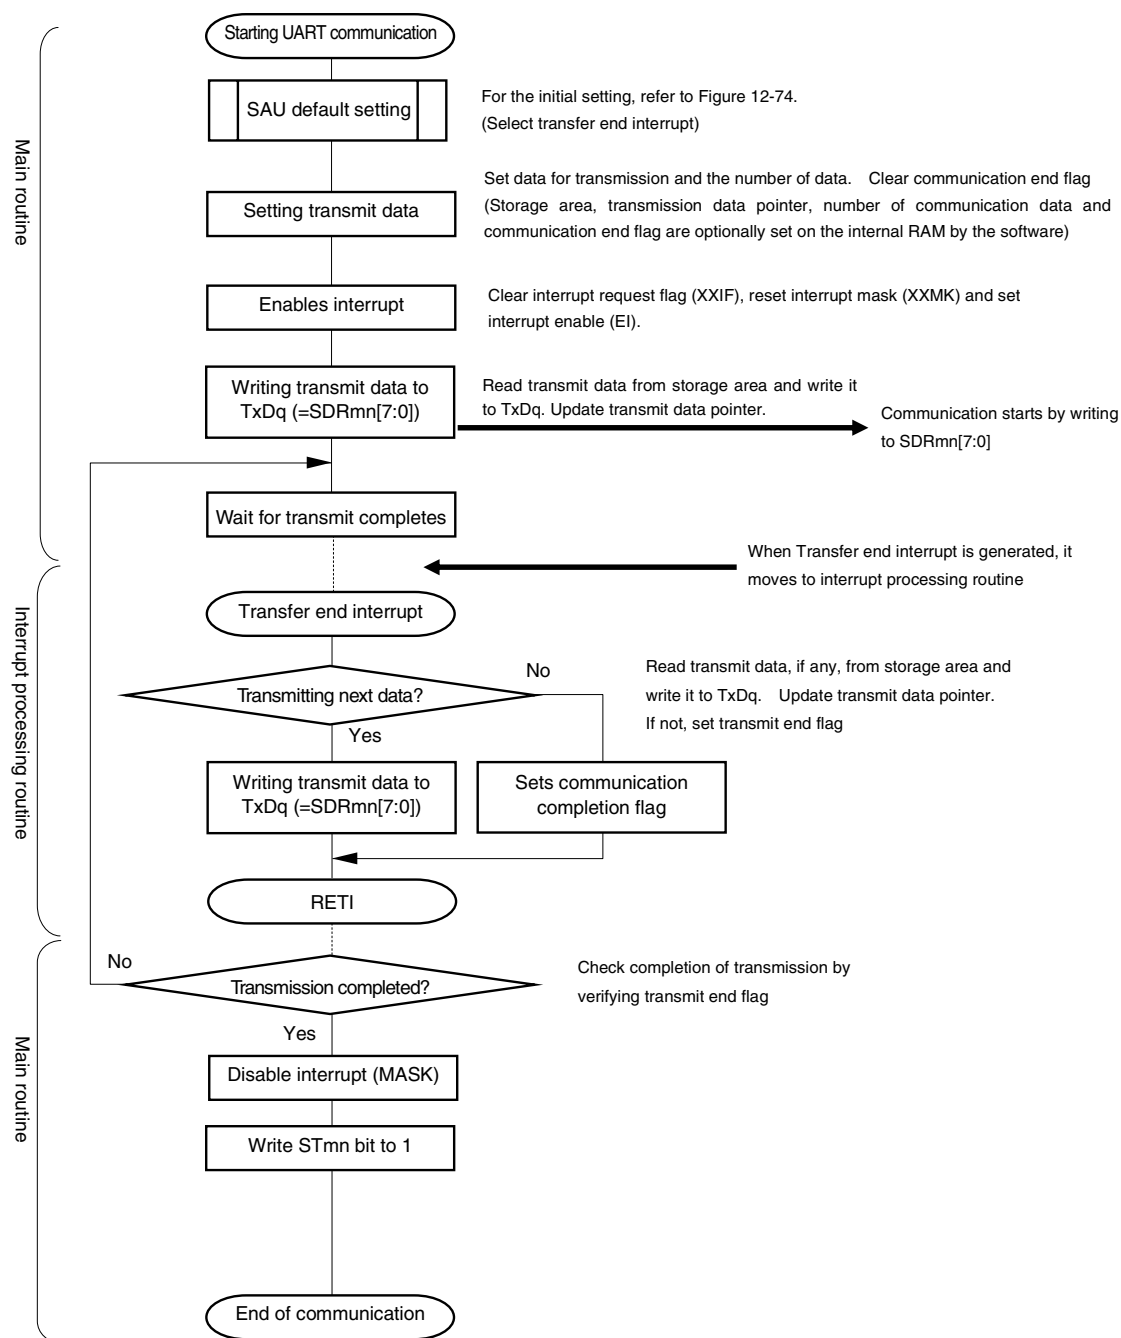 Starting UART communication
SAU default setting
For the initial setting, refer to Figure 12-74.
(Select transfer end interrupt)
Main routine
Setting transmit data
Set data for transmission and the number of data. Clear communication end flag
(Storage area, transmission data pointer, number of communication data and
communication end flag are optionally set on the internal RAM by the software)
Enables interrupt
Clear interrupt request flag (XXIF), reset interrupt mask (XXMK) and set
interrupt enable (EI).
Writing transmit data to
TxDq (=SDRmn[7:0])
Read transmit data from storage area and write it
to TxDq. Update transmit data pointer.
Communication starts by writing
to SDRmn[7:0]
Wait for transmit completes
When Transfer end interrupt is generated, it
moves to interrupt processing routine
Interrupt processing routine
Transfer end interrupt
Transmitting next data?
No
Yes
Read transmit data, if any, from storage area and
write it to TxDq. Update transmit data pointer.
If not, set transmit end flag
Writing transmit data to
TxDq (=SDRmn[7:0])
Sets communication
completion flag
RETI
Main routine
No
Transmission completed?
Yes
Check completion of transmission by
verifying transmit end flag
Disable interrupt (MASK)
Write STmn bit to 1
End of communication